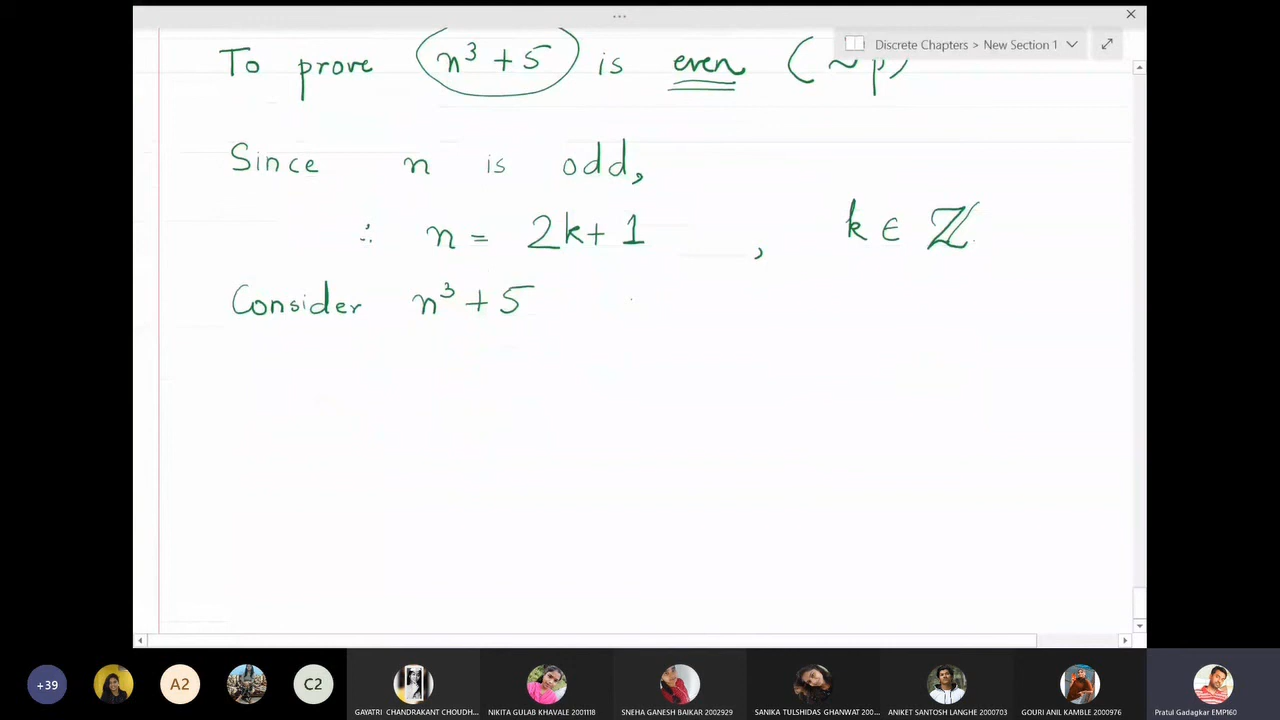 ...
Discrete Chapters > New Section 1
To prove n³ + 5 is even (~p)
Since n is odd,
∴ n = 2k + 1 , k ∈ ℤ
Consider n³ + 5
+39
A2
C2
GAYATRI CHANDRAKANT CHOUDH...
NIKITA GULAB KHAVALE 2001118
SNEHA GANESH BAIKAR 2002929
SANIKA TULSHIDAS GHANWAT 200...
ANIKET SANTOSH LANGHE 2000703
GOURI ANIL KAMBLE 2000976
Pratul Gadagkar EMP160